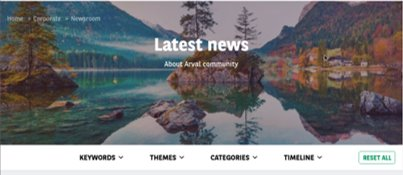 Home > Corporate > Newsroom
Latest news
About Arval community
KEYWORDS THEMES CATEGORIES TIMELINE RESET ALL